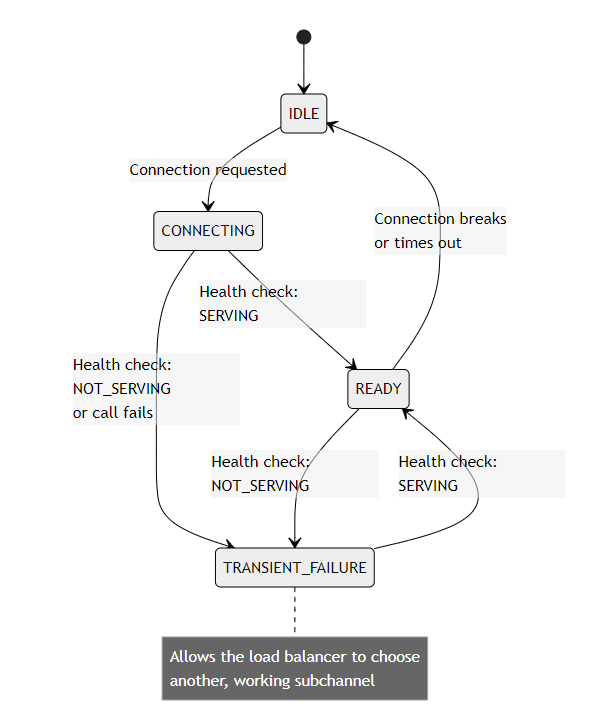 IDLE
Connection requested
CONNECTING
Connection breaks
or times out
Health check:
SERVING
Health check:
NOT_SERVING
or call fails
READY
Health check:
NOT_SERVING
Health check:
SERVING
TRANSIENT_FAILURE
Allows the load balancer to choose
another, working subchannel